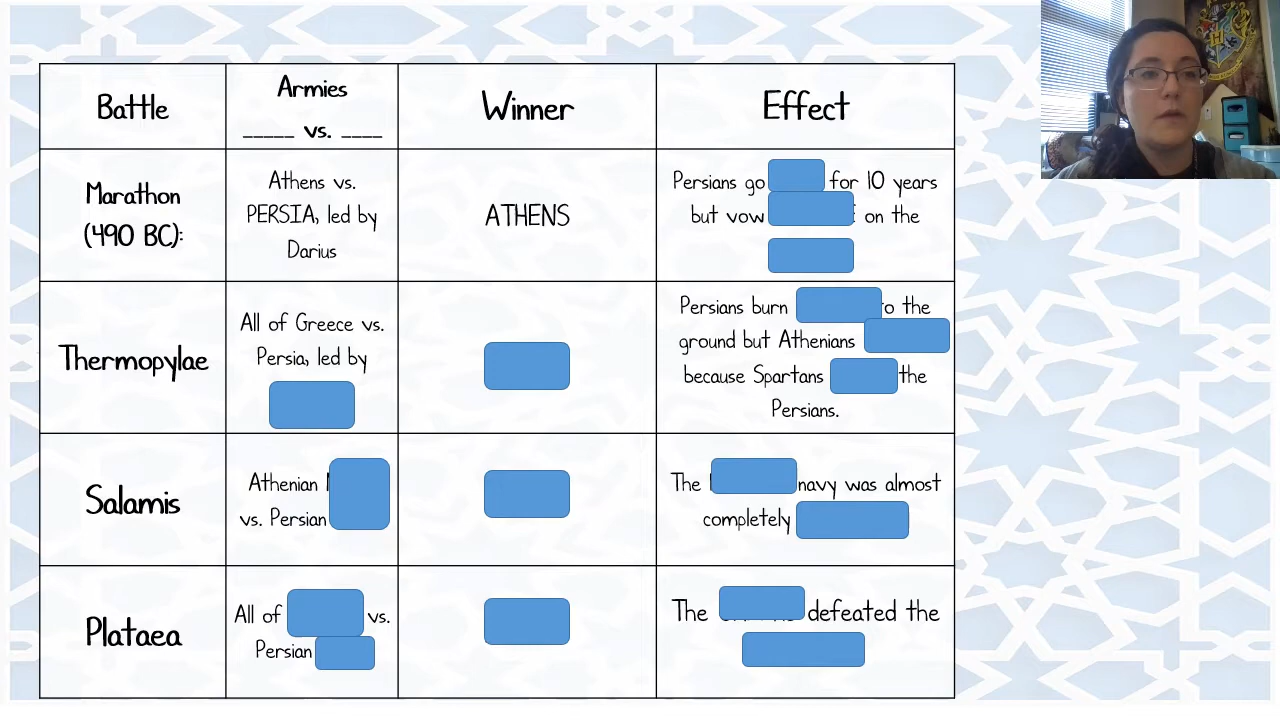 Battle
Armies
_____ vs. ____
Winner
Effect
Marathon
(490 BC):
Athens vs.
PERSIA, led by
Darius
ATHENS
Persians go for 10 years
but vow on the
Thermopylae
All of Greece vs.
Persia, led by
Persians burn the
ground but Athenians
because Spartans the
Persians.
Salamis
Athenian
vs. Persian
The navy was almost
completely
Plataea
All of vs.
Persian
The defeated the